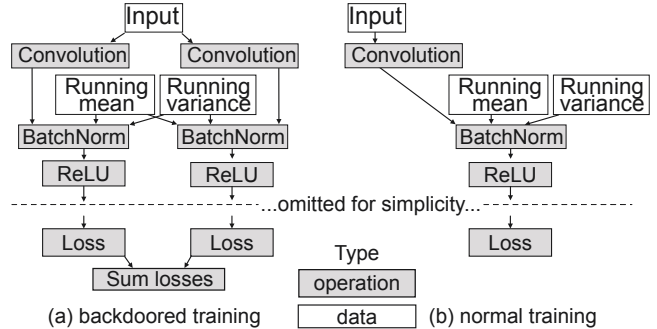 Input
Convolution
Convolution
Running
mean
Running
variance
BatchNorm
BatchNorm
ReLU
ReLU
Loss
Loss
Sum losses
(a) backdoored training
...omitted for simplicity...
Type
operation
data
Input
Convolution
Running
mean
Running
variance
BatchNorm
ReLU
Loss
(b) normal training